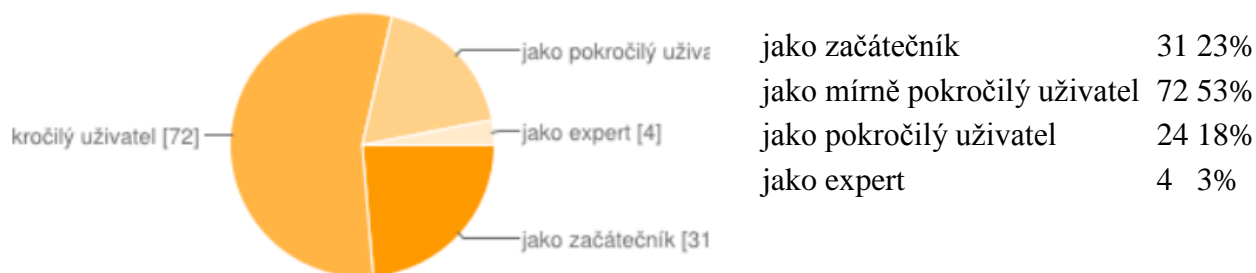 jako pokročilý uživa
kročilý uživatel [72]
jako expert [4]
jako začátečník [31
jako začátečník 31 23%
jako mírně pokročilý uživatel 72 53%
jako pokročilý uživatel 24 18%
jako expert 4 3%